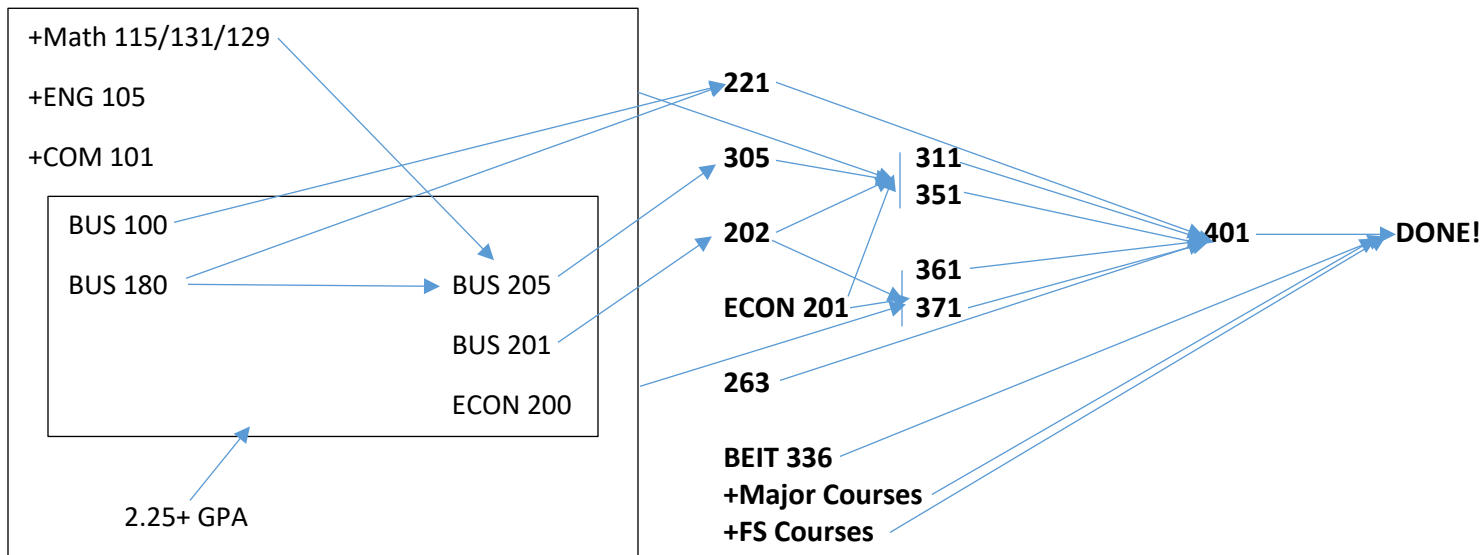 +Math 115/131/129
+ENG 105
+COM 101
BUS 100
BUS 180
BUS 205
BUS 201
ECON 200
2.25+ GPA
221
305
202
ECON 201
263
BEIT 336
+Major Courses
+FS Courses
311
351
361
371
401
DONE!